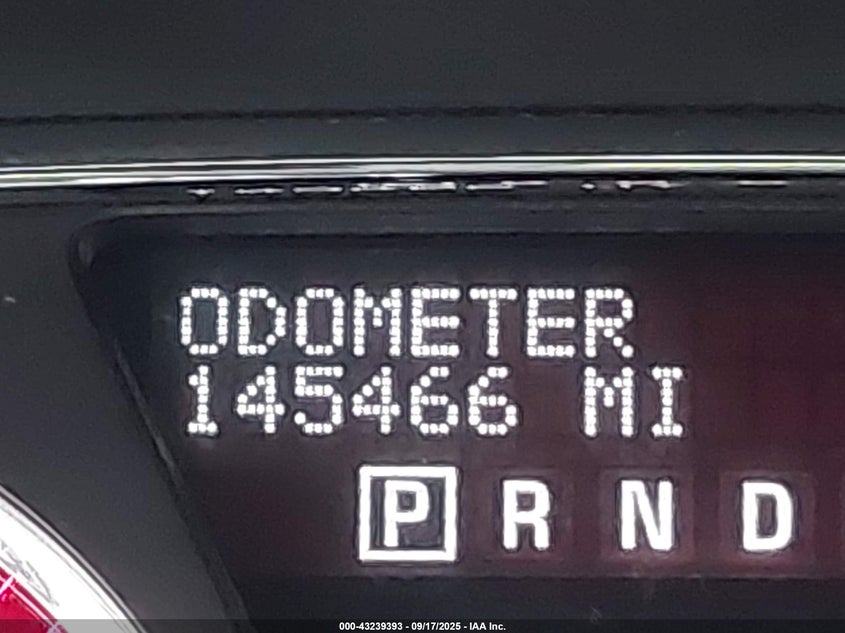 ODOMETER
145466 MI
P R N D
000-43239393 - 09/17/2025 - IAA Inc.